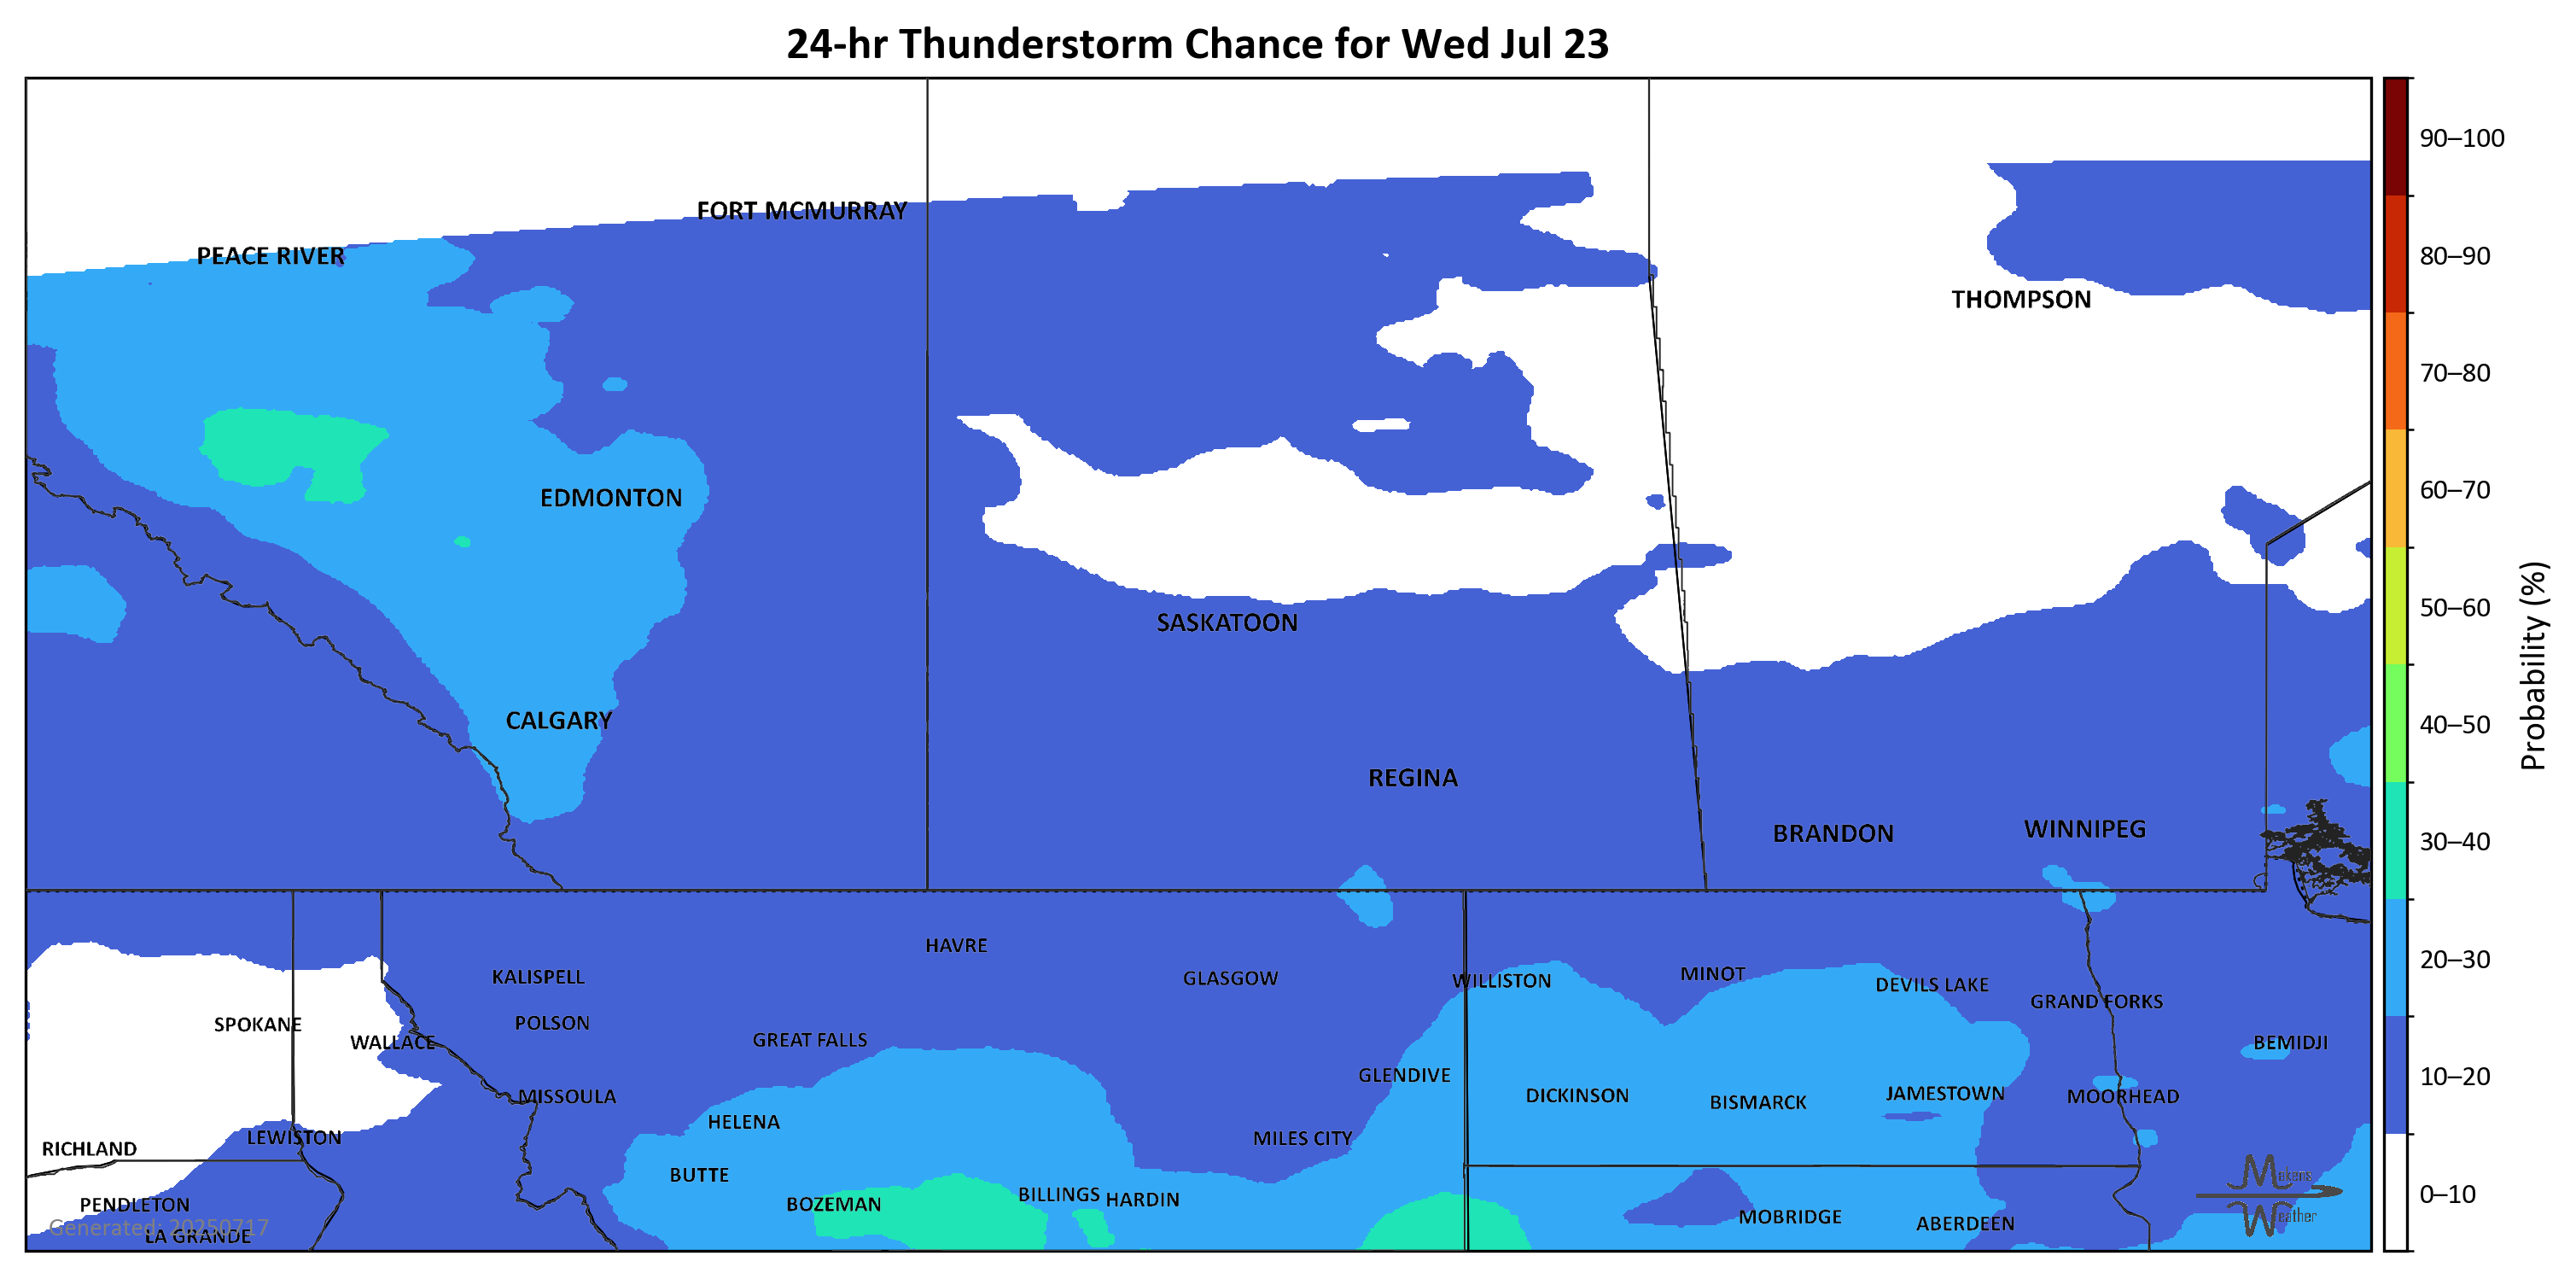 24-hr Thunderstorm Chance for Wed Jul 23
90–100
FORT MCMURRAY
PEACE RIVER
80–90
THOMPSON
70–80
60–70
EDMONTON
50–60
SASKATOON
CALGARY
40–50
Probability (%)
REGINA
WINNIPEG
BRANDON
30–40
HAVRE
20–30
MINOT
KALISPELL
GLASGOW
WILLISTON
DEVILS LAKE
GRAND FORKS
SPOKANE
POLSON
GREAT FALLS
WALLACE
BEMIDJI
GLENDIVE
10–20
MISSOULA
DICKINSON
BISMARCK
JAMESTOWN
MOORHEAD
HELENA
LEWISTON
MILES CITY
RICHLAND
BUTTE
Makens
BILLINGS
HARDIN
0–10
PENDLETON
BOZEMAN
MOBRIDGE
Weather
ABERDEEN
Generated: 20250717
LA GRANDE